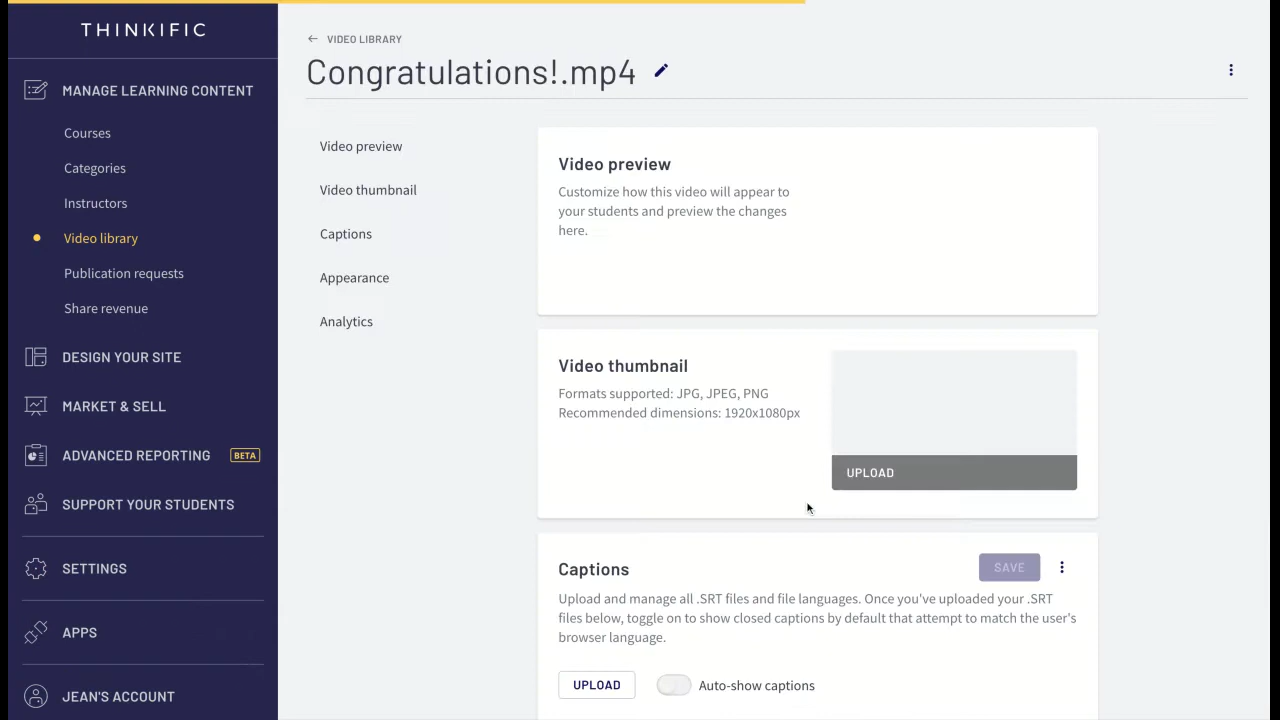 THINKIFIC
MANAGE LEARNING CONTENT
Courses
Categories
Instructors
Video library
Publication requests
Share revenue
DESIGN YOUR SITE
MARKET & SELL
ADVANCED REPORTING BETA
SUPPORT YOUR STUDENTS
SETTINGS
APPS
JEAN'S ACCOUNT
VIDEO LIBRARY
Congratulations!.mp4
Video preview
Video thumbnail
Captions
Appearance
Analytics
Video preview
Customize how this video will appear to
your students and preview the changes
here.
Video thumbnail
Formats supported: JPG, JPEG, PNG
Recommended dimensions: 1920x1080px
UPLOAD
Captions
SAVE
Upload and manage all .SRT files and file languages. Once you've uploaded your .SRT
files below, toggle on to show closed captions by default that attempt to match the user's
browser language.
UPLOAD
Auto-show captions